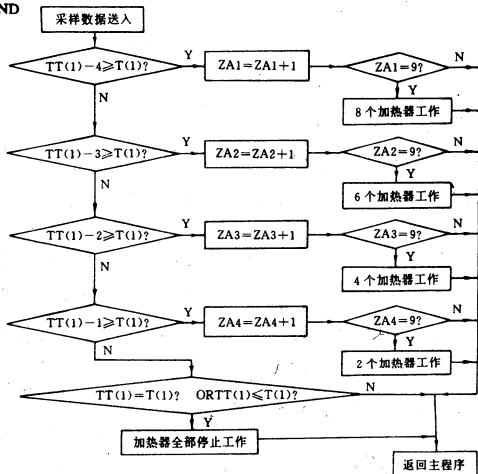 ND
采样数据送入
TT(1)-4≥T(1)?
Y
ZA1=ZA1+1
ZA1=9?
N
N
Y
8个加热器工作
TT(1)-3≥T(1)?
Y
ZA2=ZA2+1
ZA2=9?
N
N
Y
6个加热器工作
TT(1)-2≥T(1)?
Y
ZA3=ZA3+1
ZA3=9?
N
N
Y
4个加热器工作
TT(1)-1≥T(1)?
Y
ZA4=ZA4+1
ZA4=9?
N
N
Y
2个加热器工作
TT(1)=T(1)? ORTT(1)≤T(1)?
N
Y
加热器全部停止工作
返回主程序